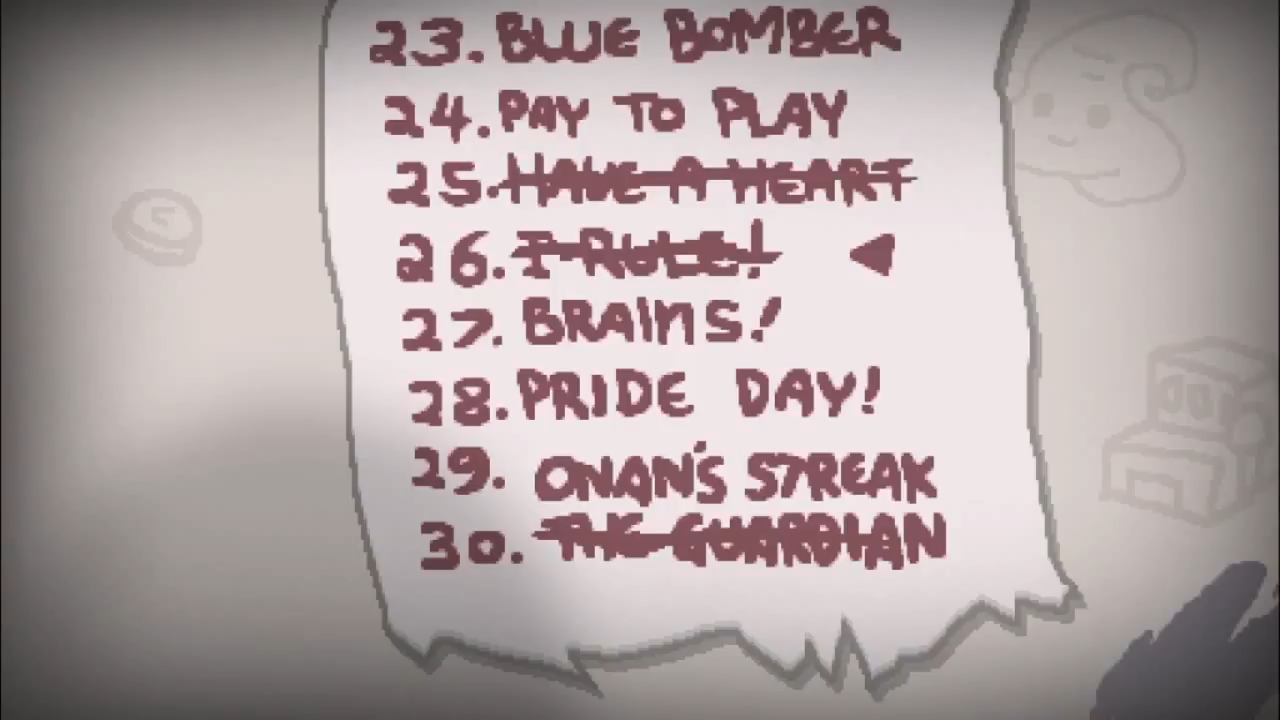 23. BLUE BOMBER
24. PAY TO PLAY
25. HAVE A HEART
26. I RULE!
27. BRAINS!
28. PRIDE DAY!
29. ONAN'S STREAK
30. THE GUARDIAN
5